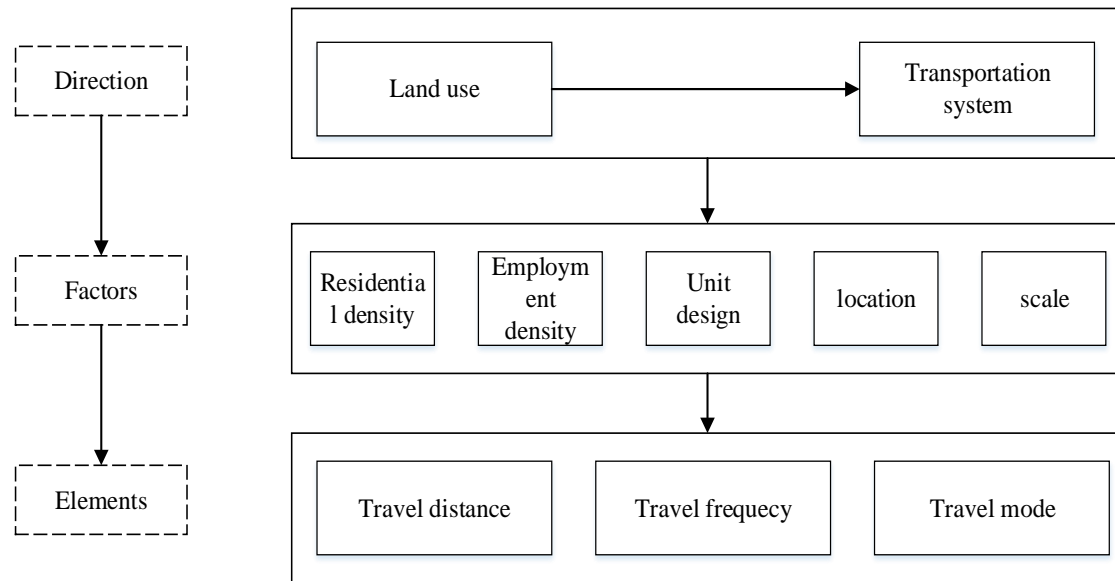 Direction
Land use
Transportation
system
Factors
Residentia
l density
Employm
ent
density
Unit
design
location
scale
Elements
Travel distance
Travel frequecy
Travel mode